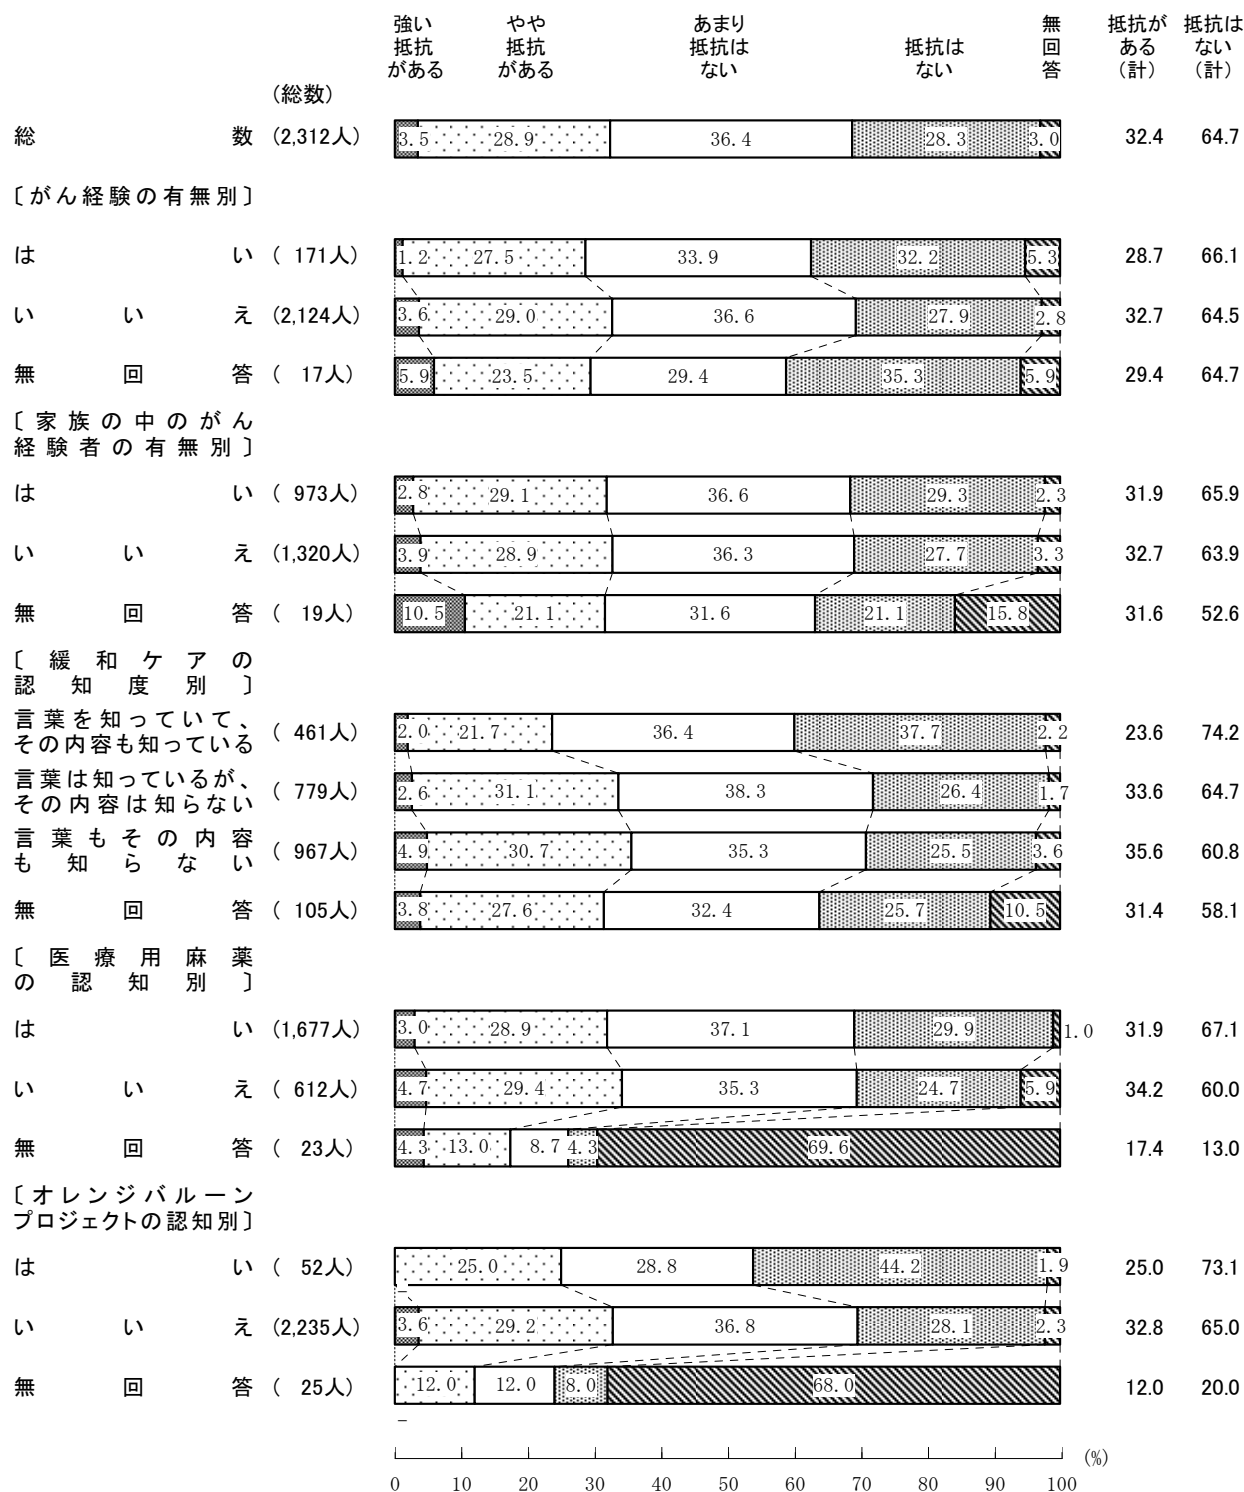 強い
抵抗
がある
やや
抵抗
がある
あまり
抵抗は
ない
抵抗は
ない
無
回
答
抵抗が
ある
（計）
抵抗は
ない
（計）
（総数）
総数 (2,312人) 3.5 28.9 36.4 28.3 3.0 32.4 64.7
〔がん経験の有無別〕
はい ( 171人) 1.2 27.5 33.9 32.2 5.3 28.7 66.1
いいえ (2,124人) 3.6 29.0 36.6 27.9 2.8 32.7 64.5
無回答 ( 17人) 5.9 23.5 29.4 35.3 5.9 29.4 64.7
〔家族の中のがん
経験者の有無別〕
はい ( 973人) 2.8 29.1 36.6 29.3 2.3 31.9 65.9
いいえ (1,320人) 3.9 28.9 36.3 27.7 3.3 32.7 63.9
無回答 ( 19人) 10.5 21.1 31.6 21.1 15.8 31.6 52.6
〔緩和ケアの
認知度別〕
言葉を知っていて、
その内容も知っている ( 461人) 2.0 21.7 36.4 37.7 2.2 23.6 74.2
言葉は知っているが、
その内容は知らない ( 779人) 2.6 31.1 38.3 26.4 1.7 33.6 64.7
言葉もその内容
も知らない ( 967人) 4.9 30.7 35.3 25.5 3.6 35.6 60.8
無回答 ( 105人) 3.8 27.6 32.4 25.7 10.5 31.4 58.1
〔医療用麻薬
の認知別〕
はい (1,677人) 3.0 28.9 37.1 29.9 1.0 31.9 67.1
いいえ ( 612人) 4.7 29.4 35.3 24.7 5.9 34.2 60.0
無回答 ( 23人) 4.3 13.0 8.7 4.3 69.6 17.4 13.0
〔オレンジバルーン
プロジェクトの認知別〕
はい ( 52人) 25.0 28.8 44.2 1.9 25.0 73.1
－
いいえ (2,235人) 3.6 29.2 36.8 28.1 2.3 32.8 65.0
無回答 ( 25人) 12.0 12.0 8.0 68.0 12.0 20.0
－
(%)
0 10 20 30 40 50 60 70 80 90 100